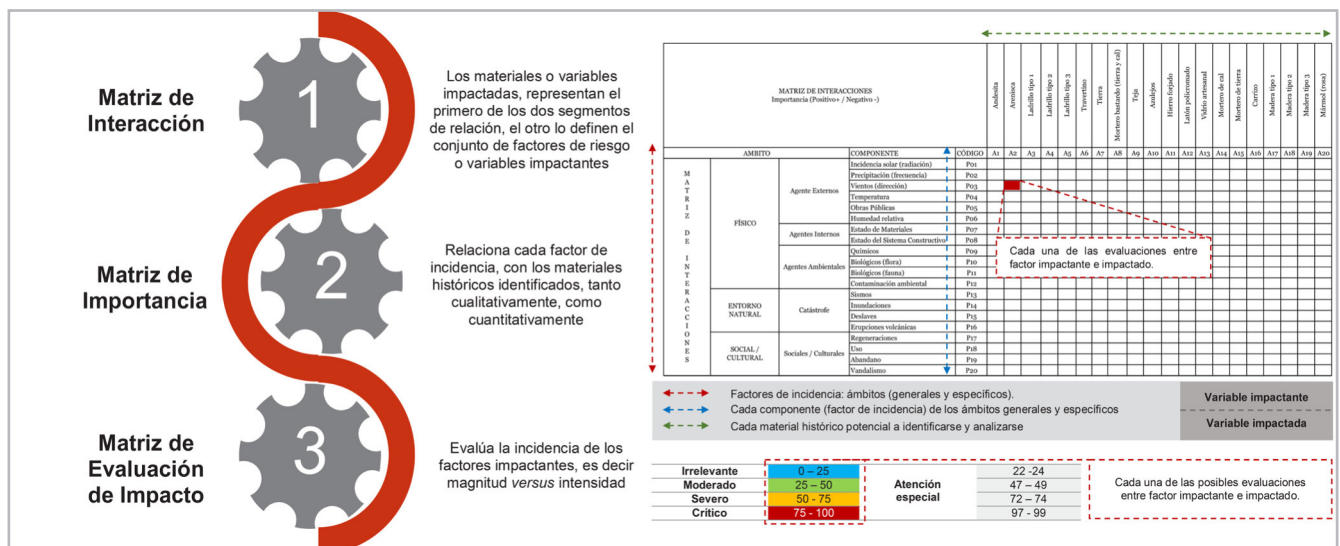 Matriz de
Interacción
1
Los materiales o variables
impactadas, representan el
primero de los dos segmentos
de relación, el otro lo definen el
conjunto de factores de riesgo
o variables impactantes
Matriz de
Importancia
2
Relaciona cada factor de
incidencia, con los materiales
históricos identificados, tanto
cualitativamente, como
cuantitativamente
Matriz de
Evaluación
de Impacto
3
Evalúa la incidencia de los
factores impactantes, es decir
magnitud versus intensidad
MATRIZ DE INTERACCIONES
Importancia (Positivo+ / Negativo -)
Andesita
Arenisca
Ladrillo tipo 1
Ladrillo tipo 2
Ladrillo tipo 3
Travertino
Tierra
Mortero bastardo (tierra y cal)
Teja
Azulejos
Hierro forjado
Latón policromado
Vidrio artesanal
Mortero de cal
Mortero de tierra
Carrizo
Madera tipo 1
Madera tipo 2
Madera tipo 3
Mármol (rosa)
AMBITO COMPONENTE CÓDIGO A1 A2 A3 A4 A5 A6 A7 A8 A9 A10 A11 A12 A13 A14 A15 A16 A17 A18 A19 A20
MATRIZ DE INTERACCIONES
FÍSICO
Agente Externos
Incidencia solar (radiación) P01
Precipitación (frecuencia) P02
Vientos (dirección) P03
Temperatura P04
Obras Públicas P05
Humedad relativa P06
Agentes Internos
Estado de Materiales P07
Estado del Sistema Constructivo P08
Agentes Ambientales
Químicos P09
Biológicos (flora) P10
Biológicos (fauna) P11
Contaminación ambiental P12
ENTORNO
NATURAL
Catástrofe
Sismos P13
Inundaciones P14
Deslaves P15
Erupciones volcánicas P16
SOCIAL /
CULTURAL
Sociales / Culturales
Regeneraciones P17
Uso P18
Abandano P19
Vandalismo P20
Cada una de las evaluaciones entre
factor impactante e impactado.
Factores de incidencia: ámbitos (generales y específicos).
Cada componente (factor de incidencia) de los ámbitos generales y específicos
Cada material histórico potencial a identificarse y analizarse
Variable impactante
Variable impactada
Irrelevante 0 – 25 22 -24
Moderado 25 – 50 47 – 49
Severo 50 - 75 72 – 74
Crítico 75 - 100 97 - 99
Atención
especial
Cada una de las posibles evaluaciones
entre factor impactante e impactado.